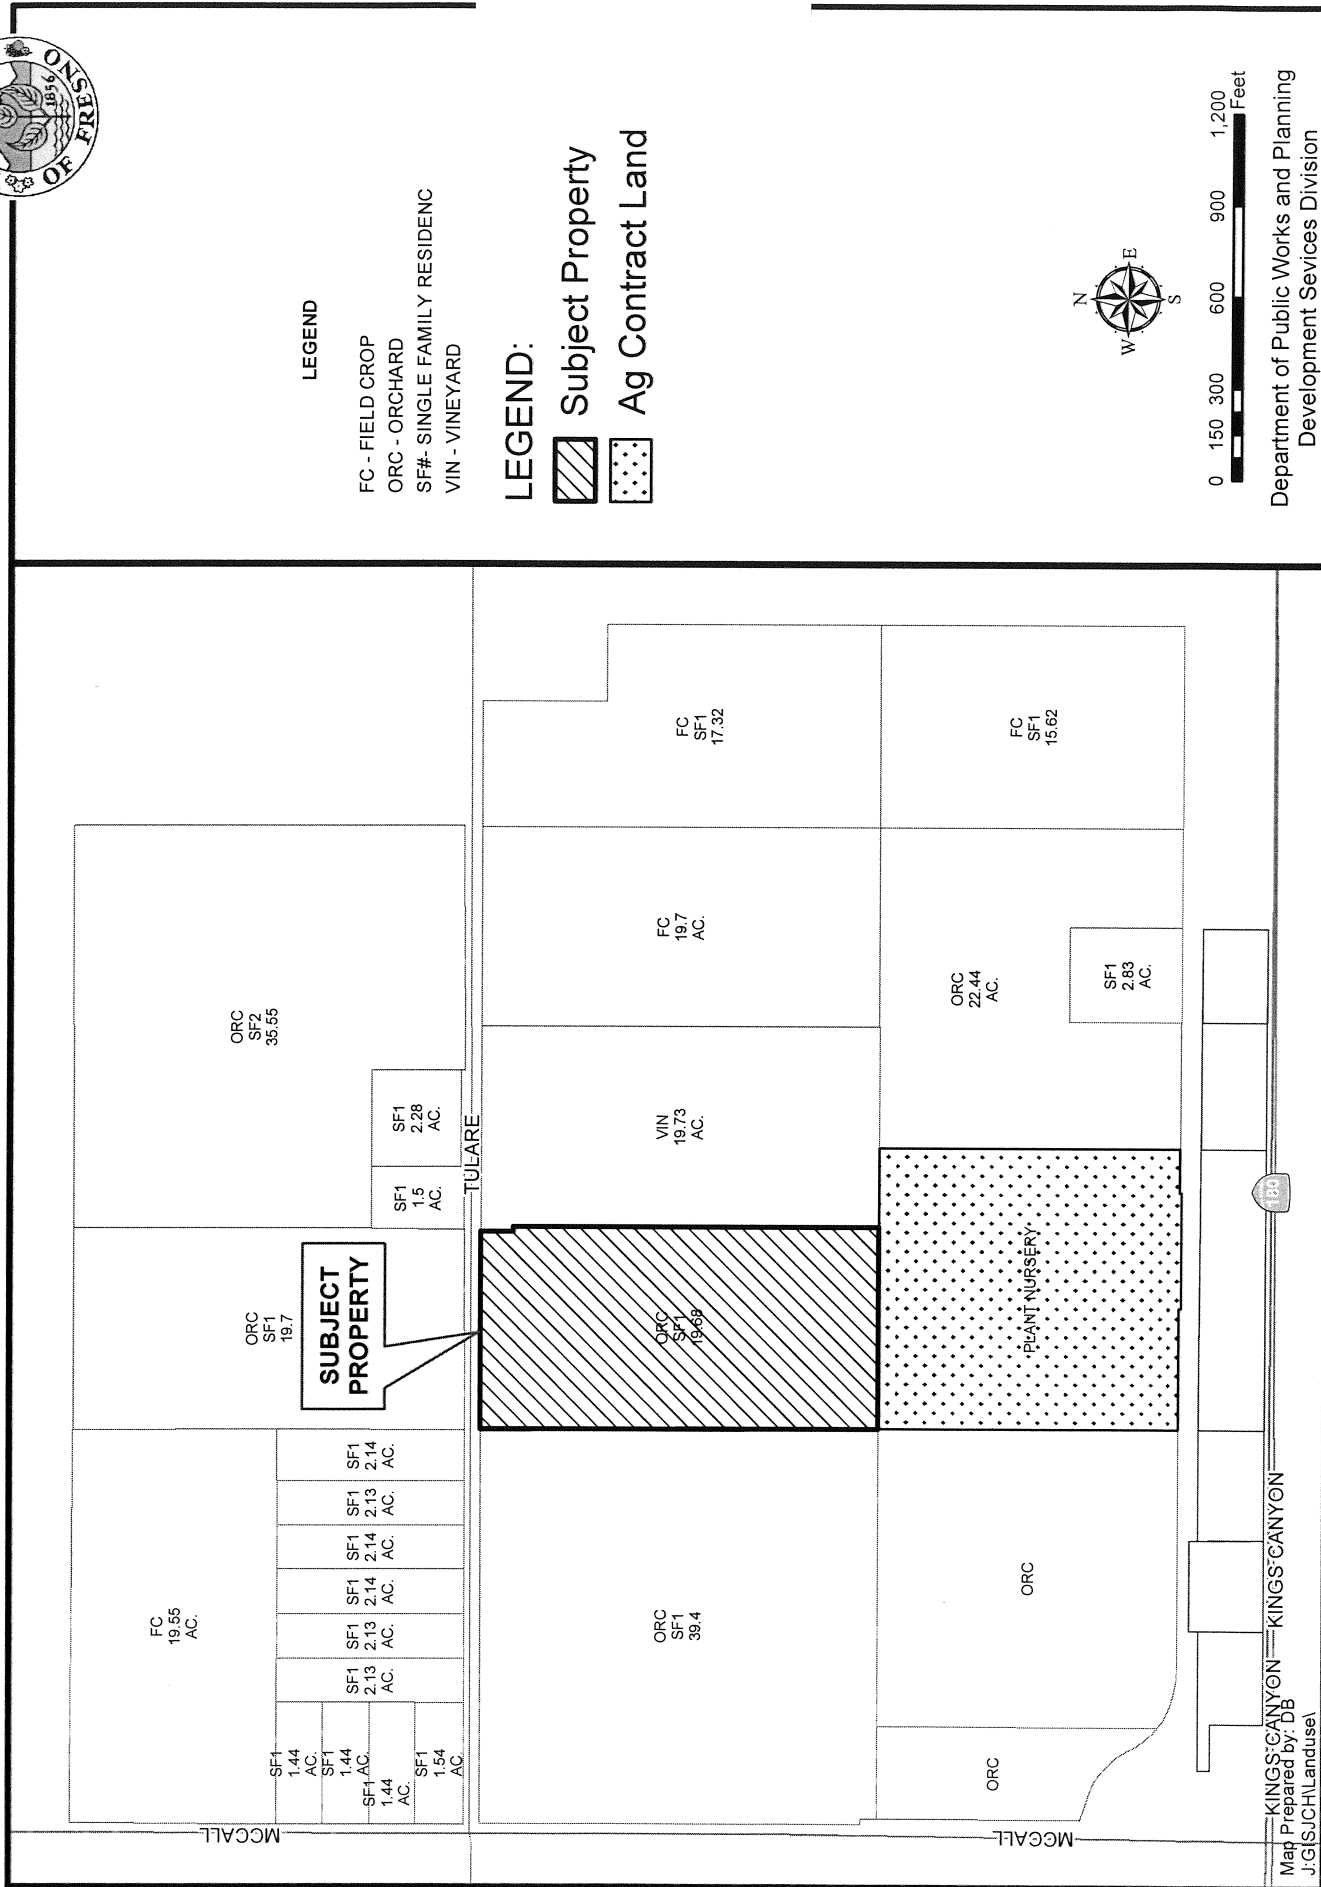 OF FRESNO
1856
LEGEND
FC - FIELD CROP
ORC - ORCHARD
SF#- SINGLE FAMILY RESIDENC
VIN - VINEYARD
LEGEND:
Subject Property
Ag Contract Land
N
W
E
S
0 150 300 600 900 1,200
Feet
Department of Public Works and Planning
Development Sevices Division
FC
19.55
AC.
ORC
SF1
19.7
ORC
SF2
35.55
SF1
1.44
AC.
SF1
1.44
AC.
SF1
1.44
AC.
SF1
1.54
AC.
SF1
2.13
AC.
SF1
2.13
AC.
SF1
2.14
AC.
SF1
2.14
AC.
SF1
2.13
AC.
SF1
2.14
AC.
SUBJECT
PROPERTY
SF1
1.5
AC.
SF1
2.28
AC.
MCCALL
TULARE
ORC
SF1
39.4
ORC
SF1
19.68
VIN
19.73
AC.
FC
19.7
AC.
FC
SF1
17.32
ORC
ORC
PLANT NURSERY
ORC
22.44
AC.
SF1
2.83
AC.
FC
SF1
15.62
MCCALL
KINGS CANYON
KINGS CANYON
180
Map Prepared by: DB
J:GISJCH\Landuse\